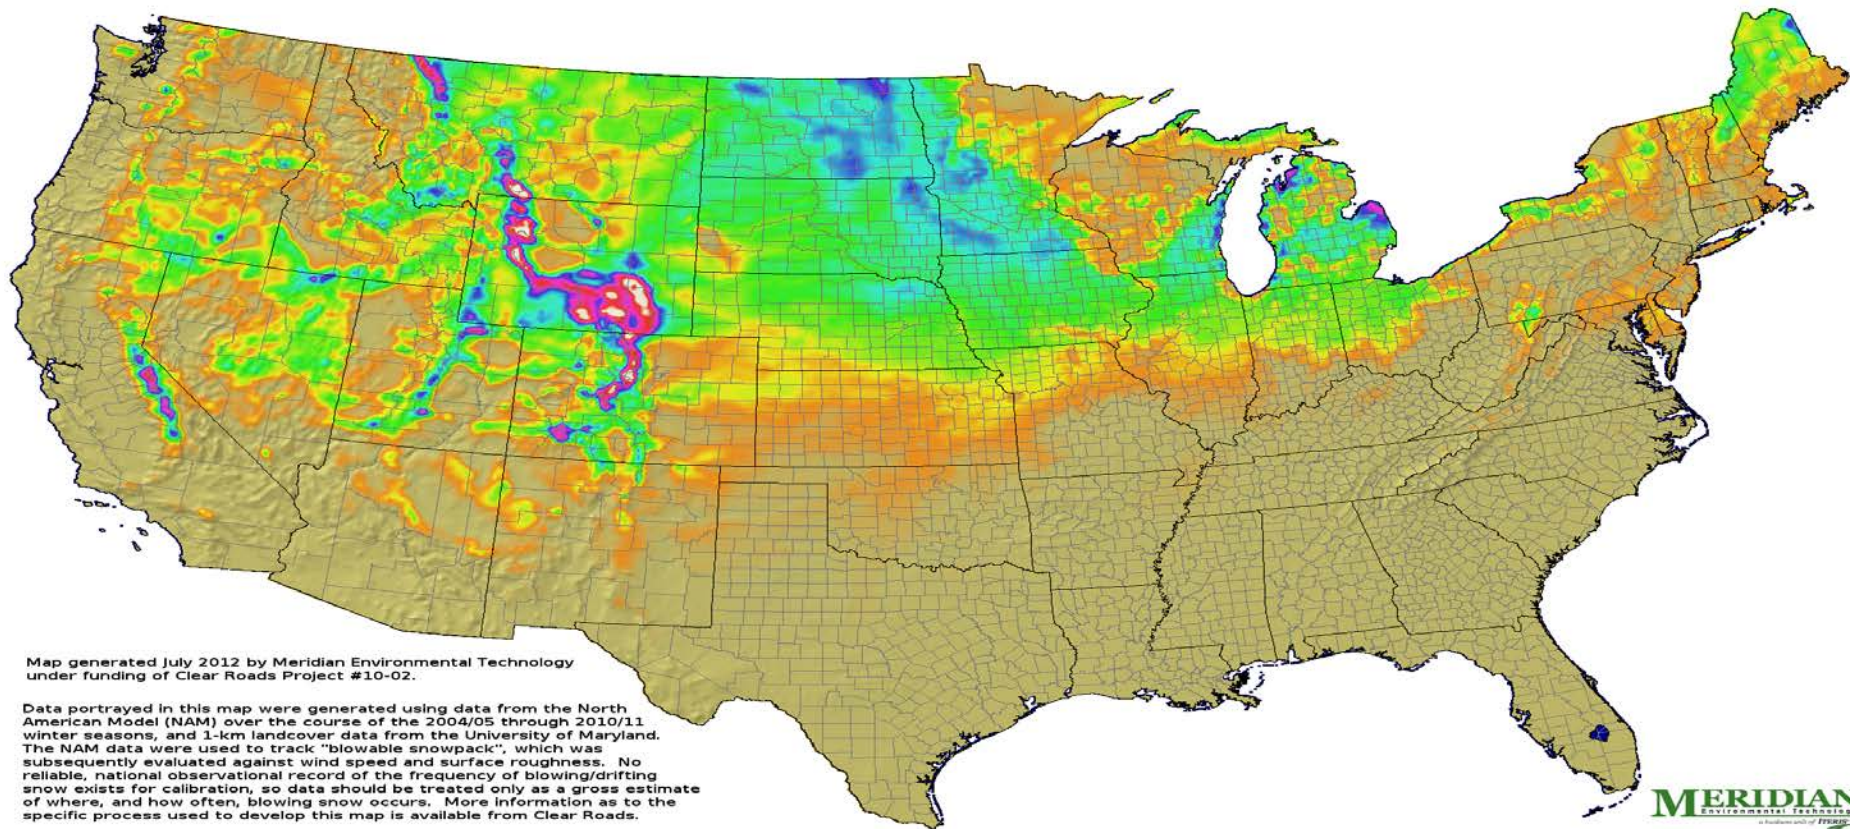 Map generated July 2012 by Meridian Environmental Technology
under funding of Clear Roads Project #10-02.
Data portrayed in this map were generated using data from the North
American Model (NAM) over the course of the 2004/05 through 2010/11
winter seasons, and 1-km landcover data from the University of Maryland.
The NAM data were used to track "blowable snowpack", which was
subsequently evaluated against wind speed and surface roughness.  No
reliable, national observational record of the frequency of blowing/drifting
snow exists for calibration, so data should be treated only as a gross estimate
of where, and how often, blowing snow occurs.  More information as to the
specific process used to develop this map is available from Clear Roads.
MERIDIAN
Environmental Technology
a business unit of ITERIS